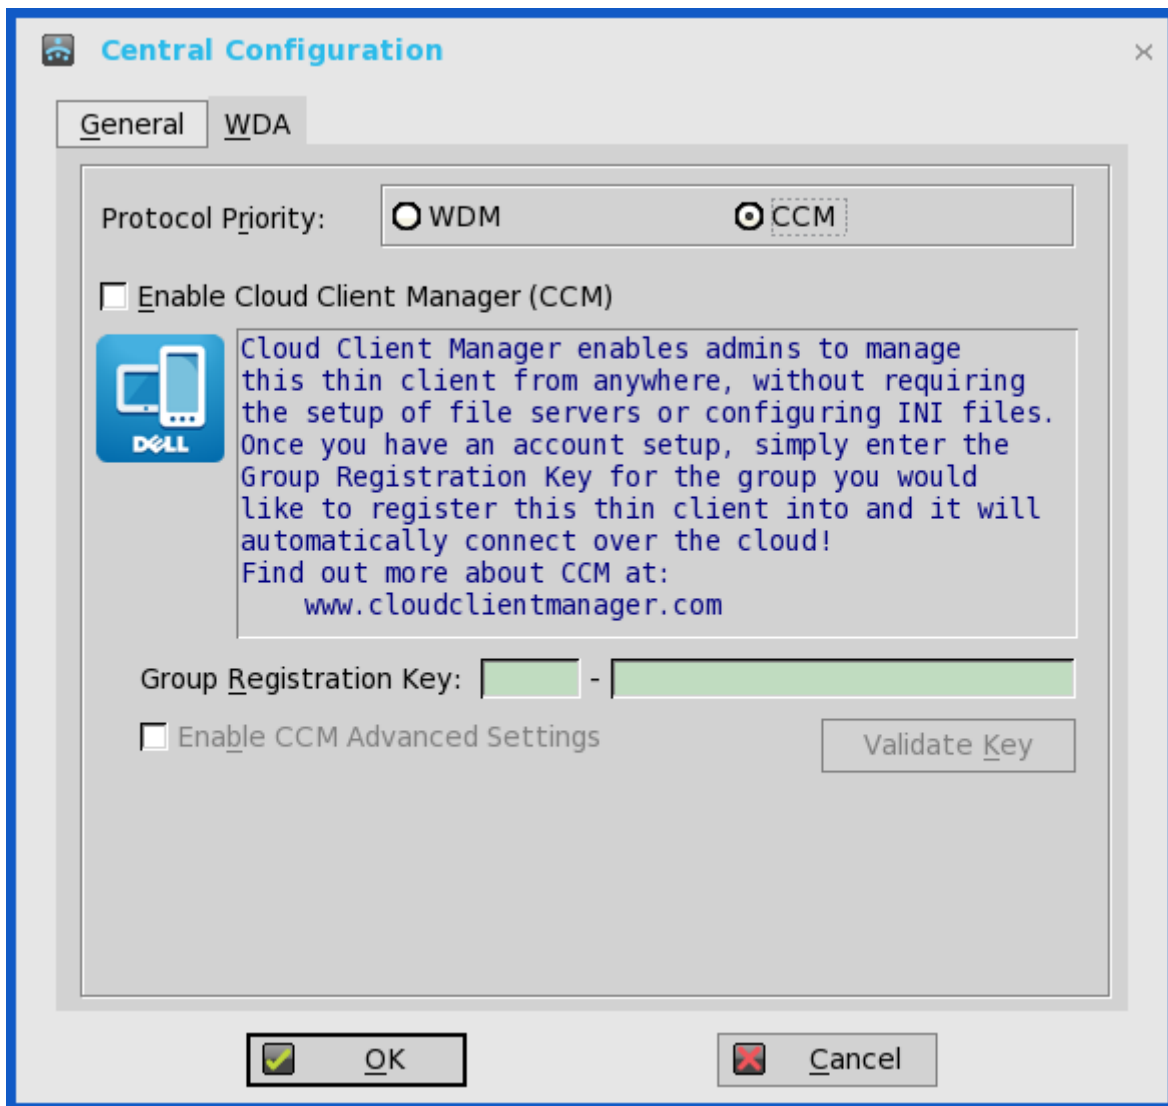 Central Configuration
General WDA
Protocol Priority: WDM CCM
Enable Cloud Client Manager (CCM)
Cloud Client Manager enables admins to manage
this thin client from anywhere, without requiring
the setup of file servers or configuring INI files.
Once you have an account setup, simply enter the
Group Registration Key for the group you would
like to register this thin client into and it will
automatically connect over the cloud!
Find out more about CCM at:
www.cloudclientmanager.com
DELL
Group Registration Key: -
Enable CCM Advanced Settings Validate Key
OK Cancel